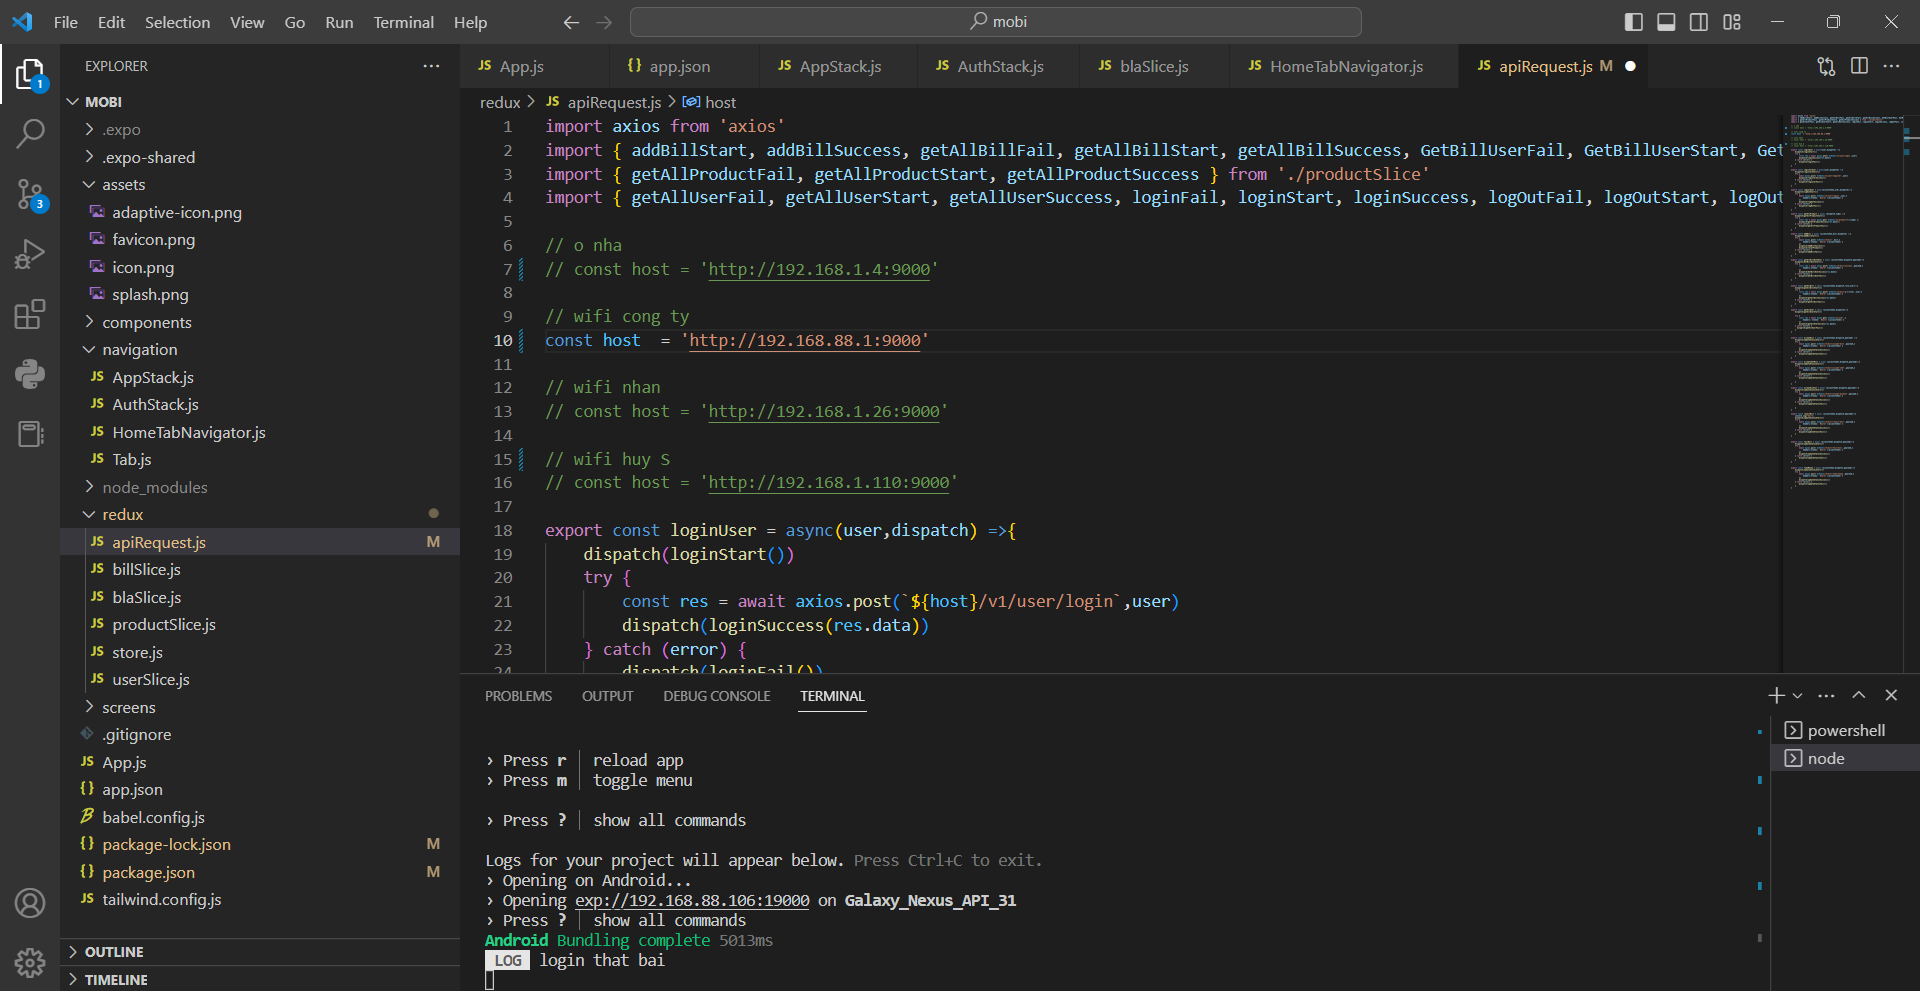 File Edit Selection View Go Run Terminal Help
mobi
EXPLORER
MOBI
.expo
.expo-shared
assets
adaptive-icon.png
favicon.png
icon.png
splash.png
components
navigation
AppStack.js
AuthStack.js
HomeTabNavigator.js
Tab.js
node_modules
redux
apiRequest.js M
billSlice.js
blaSlice.js
productSlice.js
store.js
userSlice.js
screens
.gitignore
App.js
app.json
babel.config.js
package-lock.json M
package.json M
tailwind.config.js
OUTLINE
TIMELINE
1
3
JS App.js {} app.json JS AppStack.js JS AuthStack.js JS blaSlice.js JS HomeTabNavigator.js JS apiRequest.js M
redux > JS apiRequest.js > host
1 import axios from 'axios'
2 import { addBillStart, addBillSuccess, getAllBillFail, getAllBillStart, getAllBillSuccess, GetBillUserFail, GetBillUserStart, Get
3 import { getAllProductFail, getAllProductStart, getAllProductSuccess } from './productSlice'
4 import { getAllUserFail, getAllUserStart, getAllUserSuccess, loginFail, loginStart, loginSuccess, logOutFail, logOutStart, logOut
5
6 // o nha
7 // const host = 'http://192.168.1.4:9000'
8
9 // wifi cong ty
10 const host  = 'http://192.168.88.1:9000'
11
12 // wifi nhan
13 // const host = 'http://192.168.1.26:9000'
14
15 // wifi huy S
16 // const host = 'http://192.168.1.110:9000'
17
18 export const loginUser = async(user,dispatch) =>{
19 dispatch(loginStart())
20 try {
21 const res = await axios.post(`${host}/v1/user/login`,user)
22 dispatch(loginSuccess(res.data))
23 } catch (error) {
24 dispatch(loginFail())
PROBLEMS OUTPUT DEBUG CONSOLE TERMINAL
powershell
node
› Press r │ reload app
› Press m │ toggle menu
› Press ? │ show all commands
Logs for your project will appear below. Press Ctrl+C to exit.
› Opening on Android...
› Opening exp://192.168.88.106:19000 on Galaxy_Nexus_API_31
› Press ? │ show all commands
Android Bundling complete 5013ms
LOG login that bai